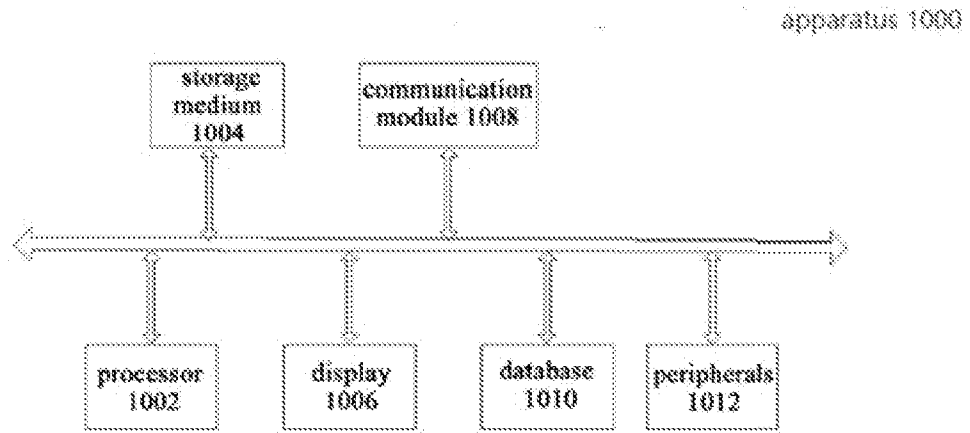 apparatus 1000
storage
medium
1004
communication
module 1008
processor
1002
display
1006
database
1010
peripherals
1012